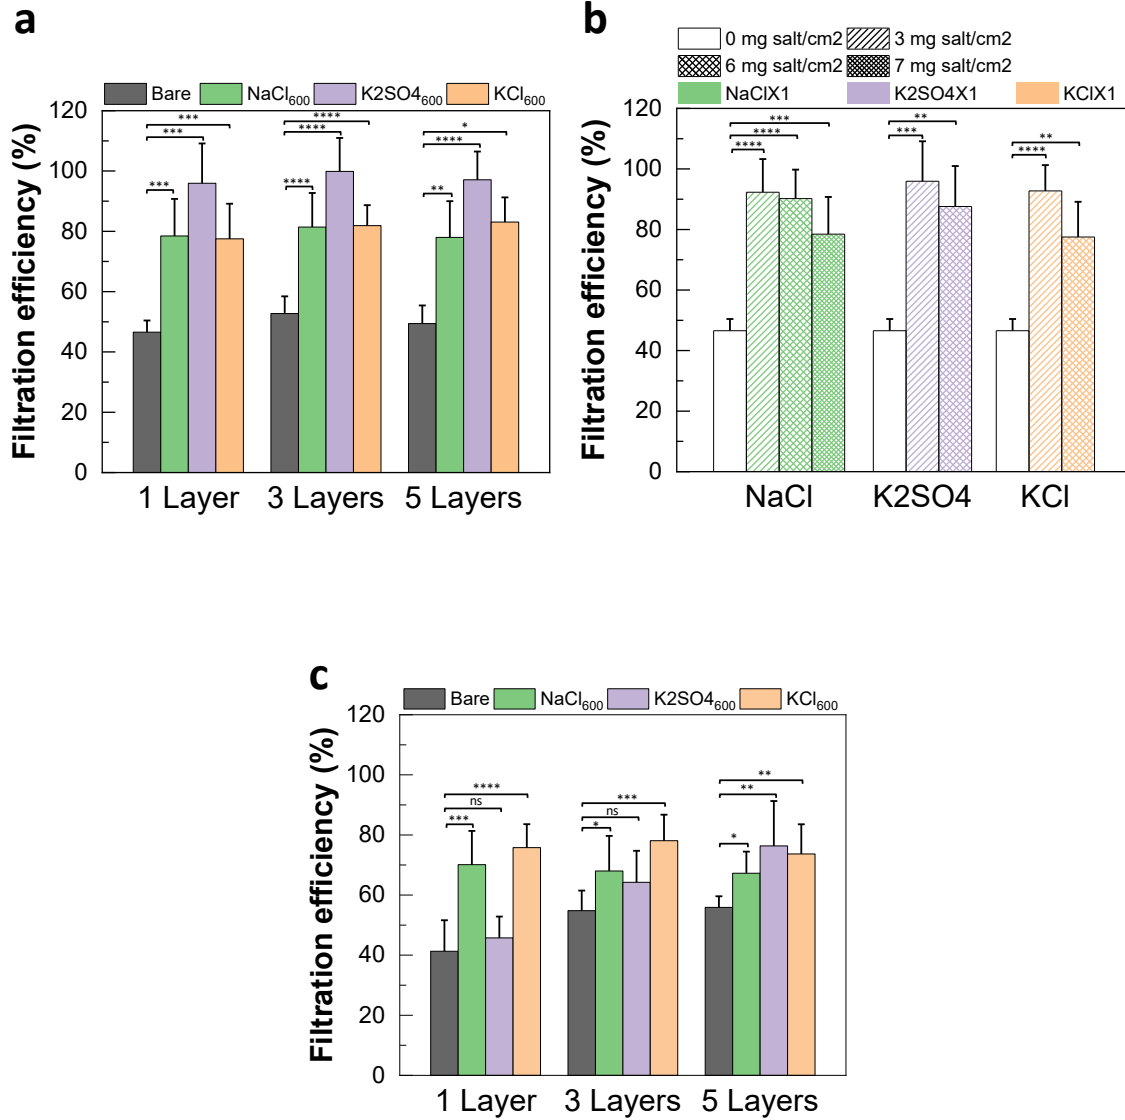 a
Bare NaCl600 K2SO4600 KCl600
Filtration efficiency (%)
120
100
80
60
40
20
0
***
***
***
****
****
****
*
****
**
1 Layer 3 Layers 5 Layers
b
0 mg salt/cm2 3 mg salt/cm2
6 mg salt/cm2 7 mg salt/cm2
NaClX1 K2SO4X1 KClX1
Filtration efficiency (%)
120
100
80
60
40
20
0
***
****
****
**
***
**
****
NaCl K2SO4 KCl
c
Bare NaCl600 K2SO4600 KCl600
Filtration efficiency (%)
120
100
80
60
40
20
0
****
ns
***
***
ns
*
**
**
*
1 Layer 3 Layers 5 Layers